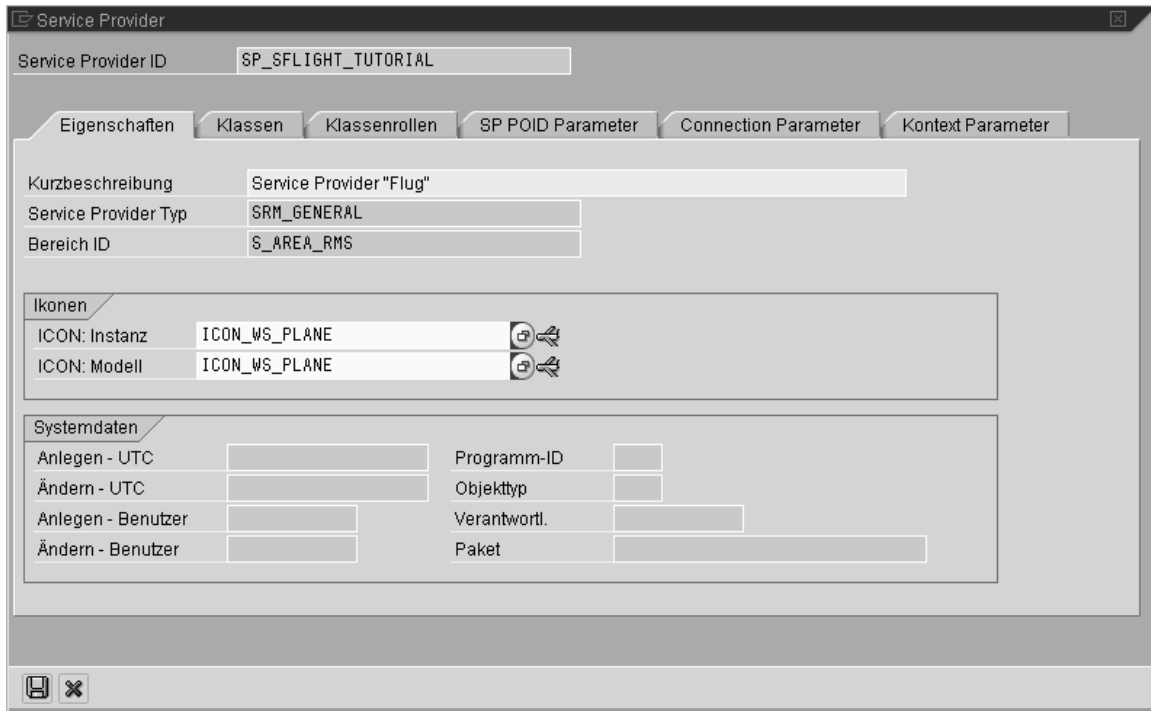 Service Provider
Service Provider ID SP_SFLIGHT_TUTORIAL
Eigenschaften Klassen Klassenrollen SP POID Parameter Connection Parameter Kontext Parameter
Kurzbeschreibung Service Provider "Flug"
Service Provider Typ SRM_GENERAL
Bereich ID S_AREA_RMS
Ikonen
ICON: Instanz ICON_WS_PLANE
ICON: Modell ICON_WS_PLANE
Systemdaten
Anlegen - UTC Programm-ID
Ändern - UTC Objekttyp
Anlegen - Benutzer Verantwortl.
Ändern - Benutzer Paket